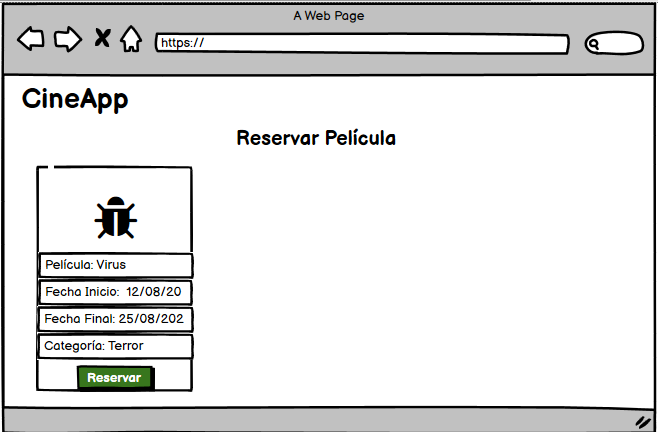 A Web Page
https://
CineApp
Reservar Película
Película: Virus
Fecha Inicio: 12/08/20
Fecha Final: 25/08/202
Categoría: Terror
Reservar